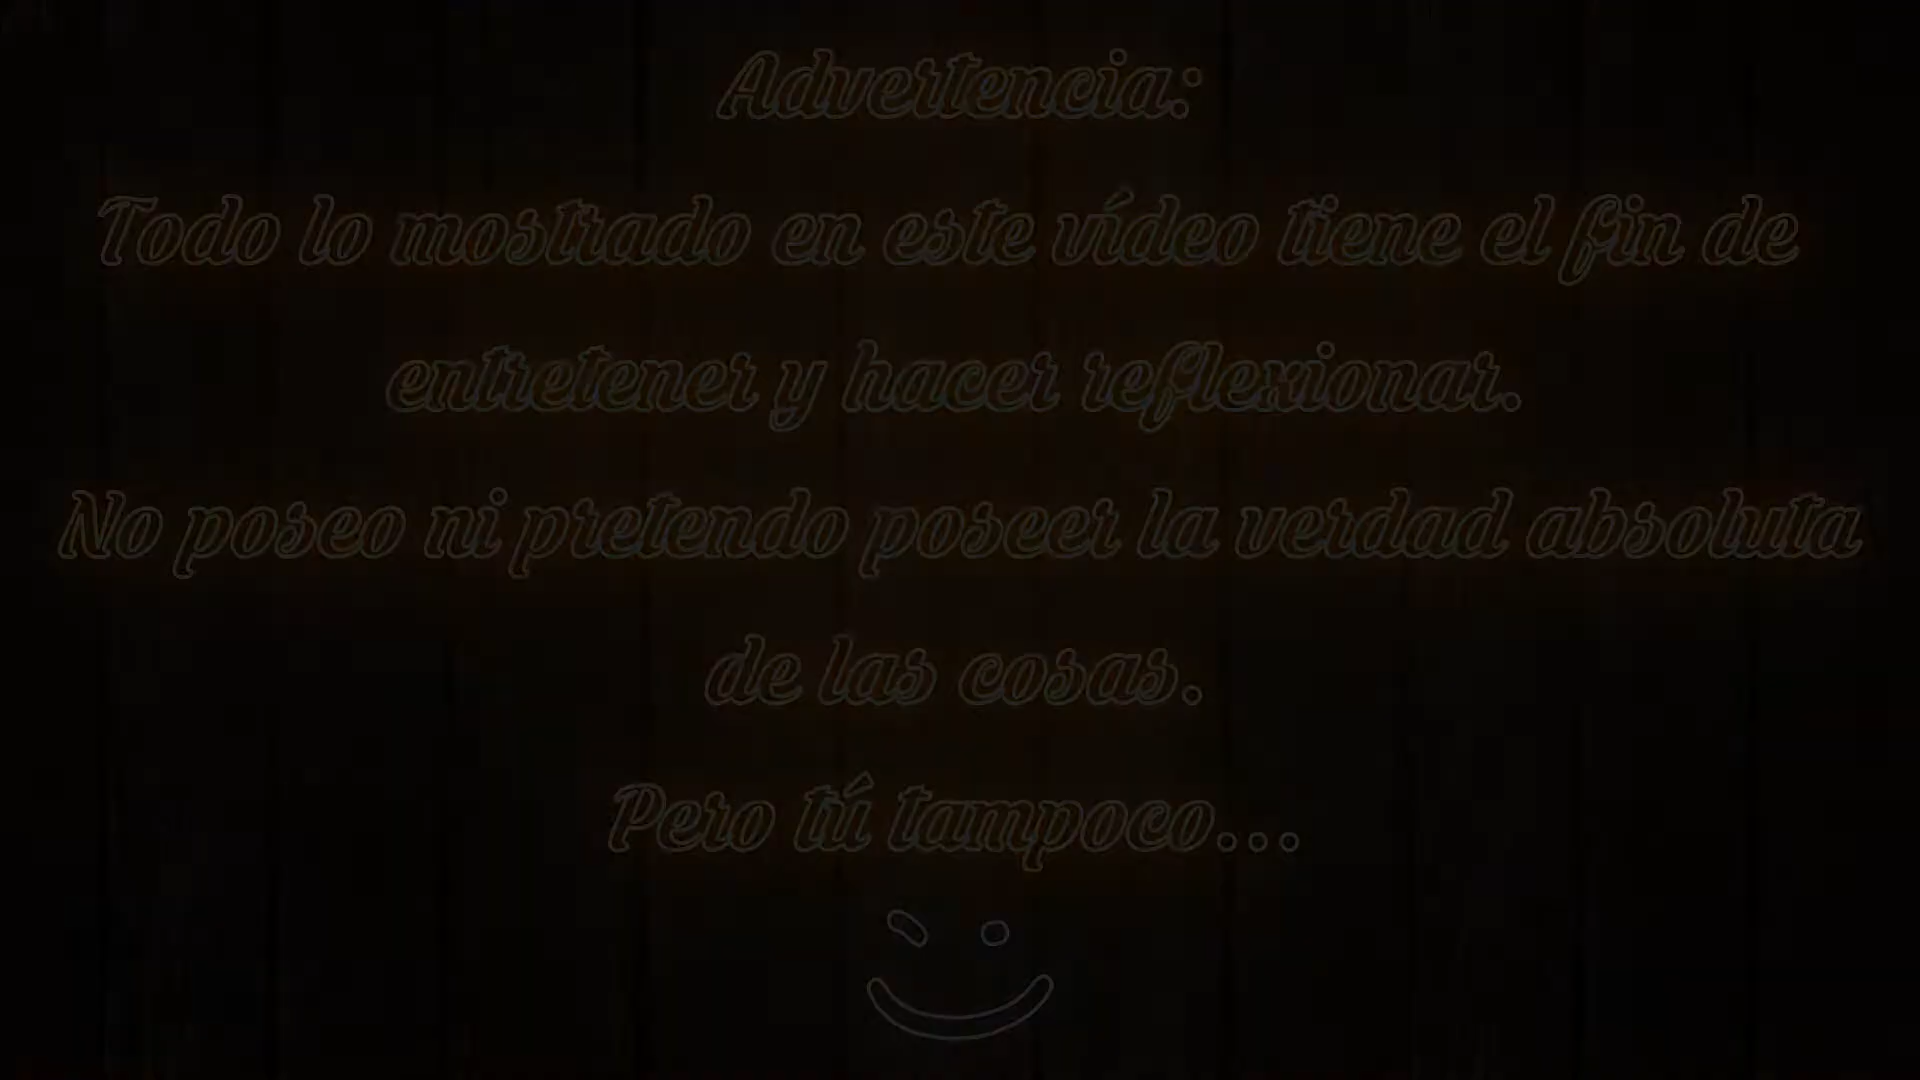 Advertencia:
Todo lo mostrado en este vídeo tiene el fin de
entretener y hacer reflexionar.
No poseo ni pretendo poseer la verdad absoluta
de las cosas.
Pero tú tampoco...